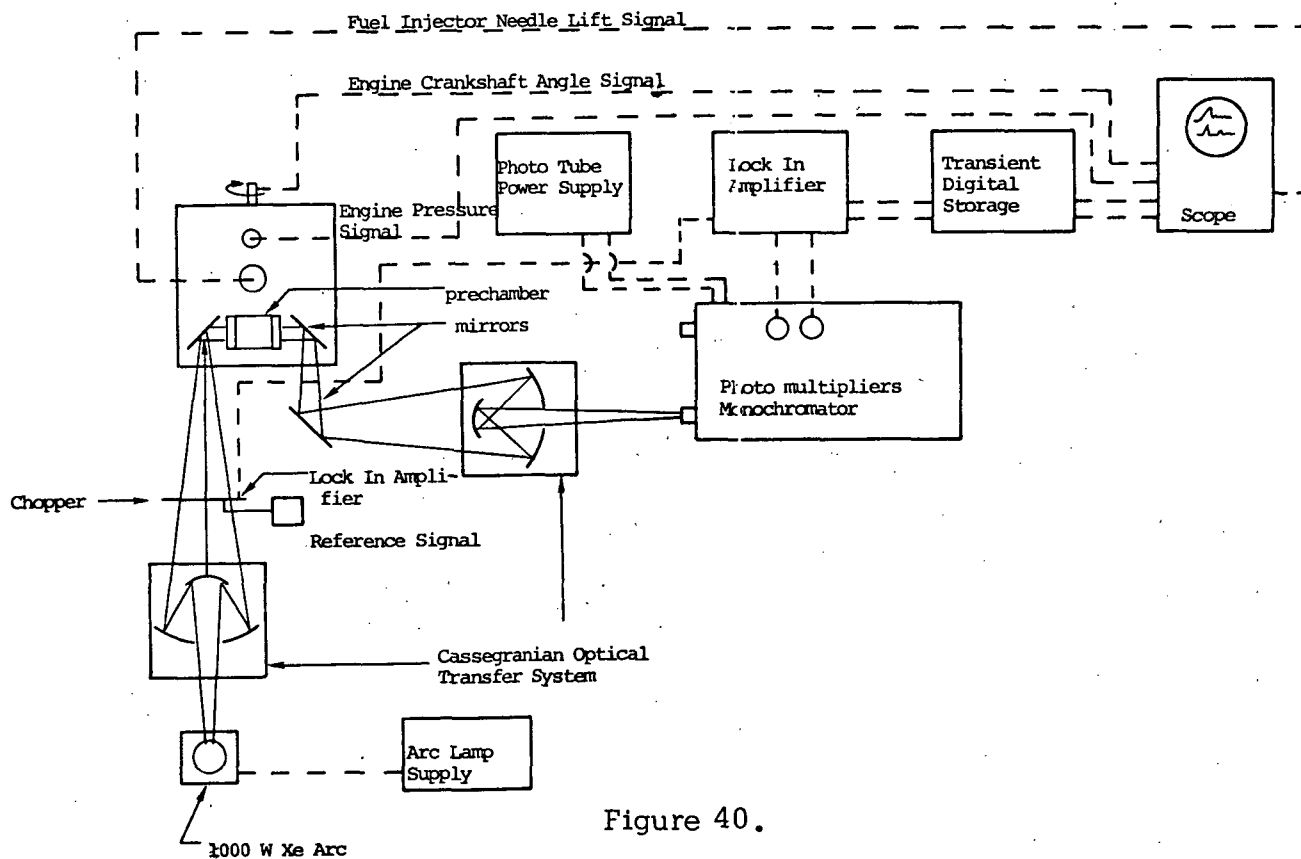 Fuel Injector Needle Lift Signal
Engine Crankshaft Angle Signal
Photo Tube
Power Supply
Lock In
Amplifier
Transient
Digital
Storage
Scope
Engine Pressure
Signal
prechamber
mirrors
Photo multipliers
Monochromator
Chopper
Lock In Ampli-
fier
Reference Signal
Cassegranian Optical
Transfer System
Arc Lamp
Supply
1000 W Xe Arc
Figure 40.